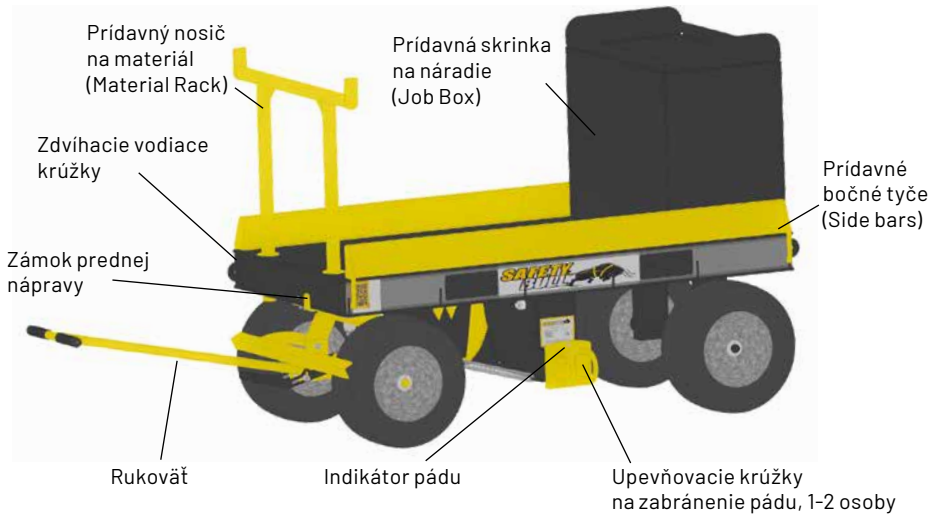 Prídavný nosič
na materiál
(Material Rack)
Prídavná skrinka
na náradie
(Job Box)
Zdvíhacie vodiace
krúžky
Prídavné
bočné tyče
(Side bars)
Zámok prednej
nápravy
SAFETY
BULL
Rukoväť
Indikátor pádu
Upevňovacie krúžky
na zabránenie pádu, 1-2 osoby